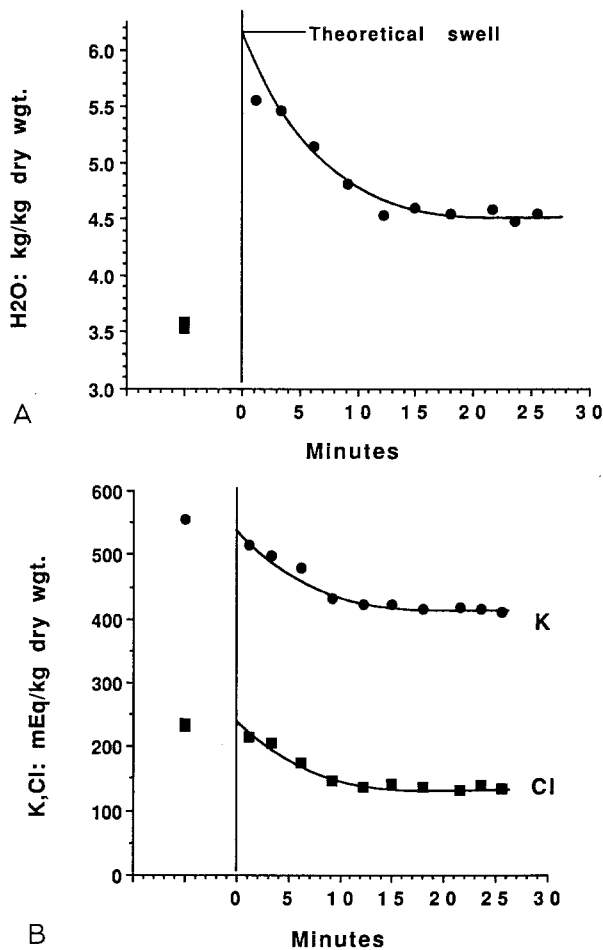 6.0
5.5
5.0
4.5
4.0
3.5
3.0
H2O: kg/kg dry wgt.
Theoretical swell
0 5 10 15 20 25 30
Minutes
A
600
500
400
300
200
100
0
K,Cl: mEq/kg dry wgt.
K
Cl
0 5 10 15 20 25 30
Minutes
B